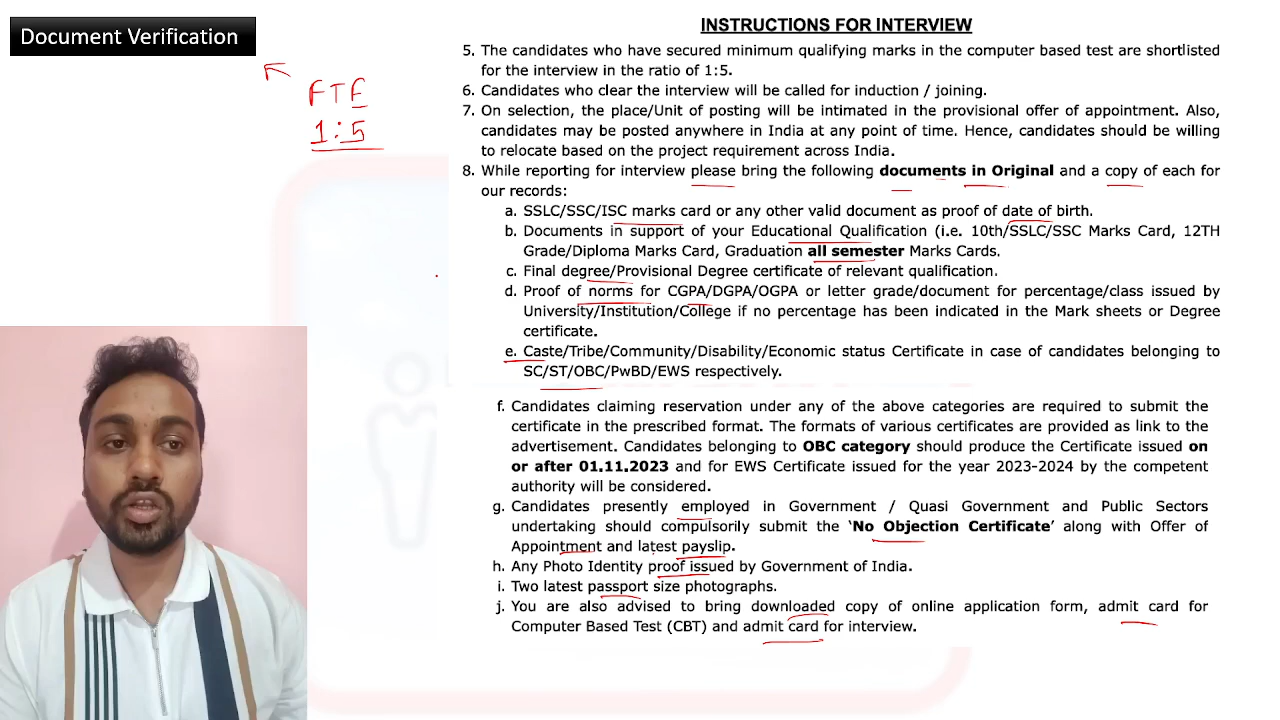 Document Verification
FTF
1:5
INSTRUCTIONS FOR INTERVIEW
5. The candidates who have secured minimum qualifying marks in the computer based test are shortlisted
for the interview in the ratio of 1:5.
6. Candidates who clear the interview will be called for induction / joining.
7. On selection, the place/Unit of posting will be intimated in the provisional offer of appointment. Also,
candidates may be posted anywhere in India at any point of time. Hence, candidates should be willing
to relocate based on the project requirement across India.
8. While reporting for interview please bring the following documents in Original and a copy of each for
our records:
a. SSLC/SSC/ISC marks card or any other valid document as proof of date of birth.
b. Documents in support of your Educational Qualification (i.e. 10th/SSLC/SSC Marks Card, 12TH
Grade/Diploma Marks Card, Graduation all semester Marks Cards.
c. Final degree/Provisional Degree certificate of relevant qualification.
d. Proof of norms for CGPA/DGPA/OGPA or letter grade/document for percentage/class issued by
University/Institution/College if no percentage has been indicated in the Mark sheets or Degree
certificate.
e. Caste/Tribe/Community/Disability/Economic status Certificate in case of candidates belonging to
SC/ST/OBC/PwBD/EWS respectively.
f. Candidates claiming reservation under any of the above categories are required to submit the
certificate in the prescribed format. The formats of various certificates are provided as link to the
advertisement. Candidates belonging to OBC category should produce the Certificate issued on
or after 01.11.2023 and for EWS Certificate issued for the year 2023-2024 by the competent
authority will be considered.
g. Candidates presently employed in Government / Quasi Government and Public Sectors
undertaking should compulsorily submit the ‘No Objection Certificate’ along with Offer of
Appointment and latest payslip.
h. Any Photo Identity proof issued by Government of India.
i. Two latest passport size photographs.
j. You are also advised to bring downloaded copy of online application form, admit card for
Computer Based Test (CBT) and admit card for interview.